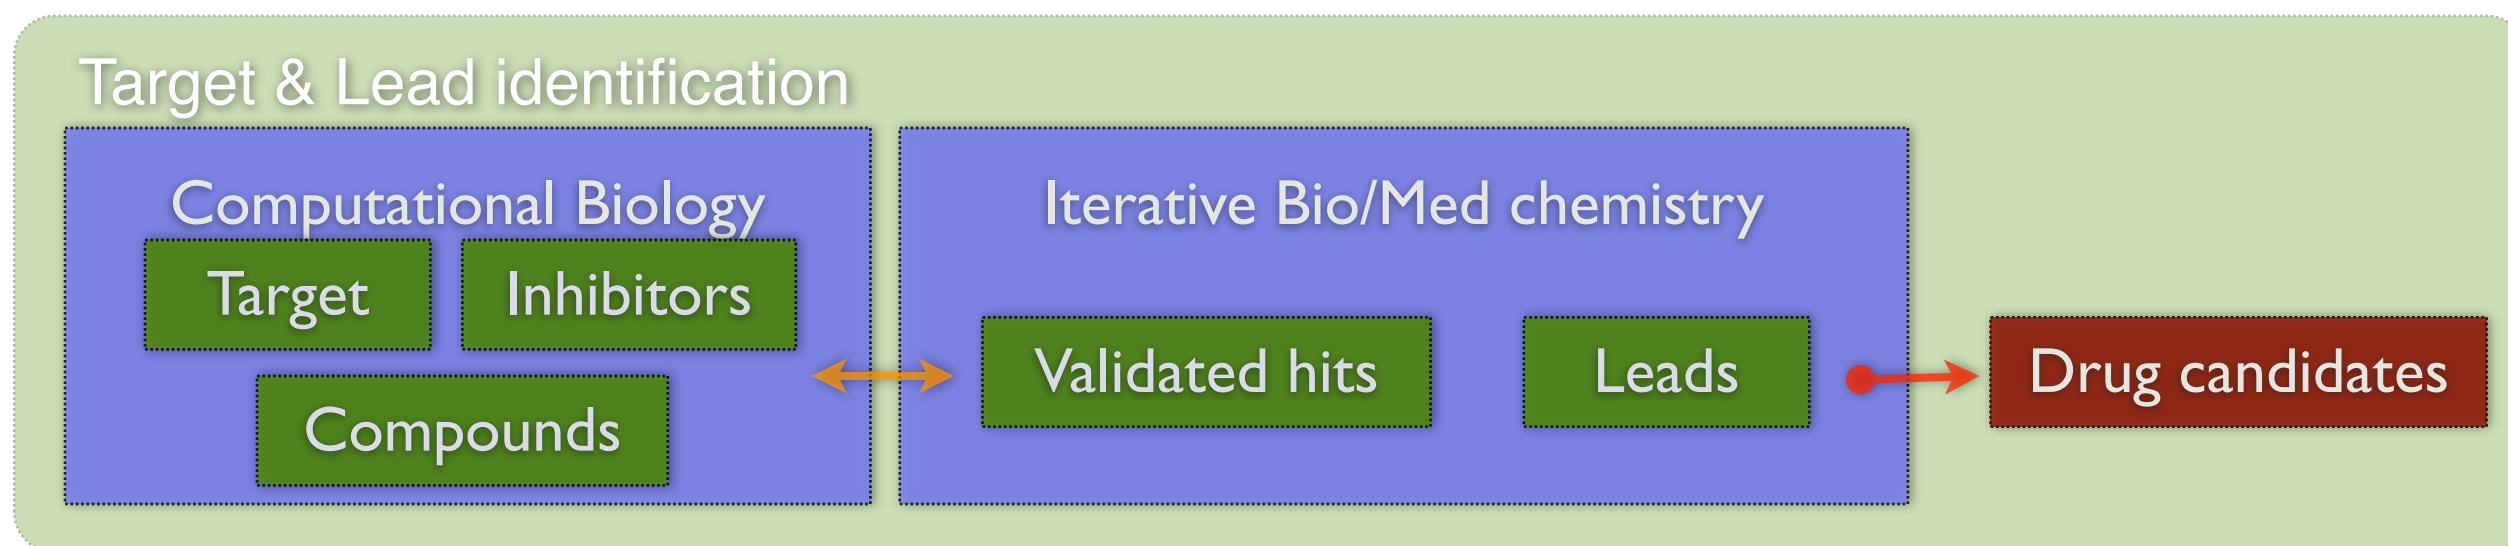 Target & Lead identification
Computational Biology
Iterative Bio/Med chemistry
Target
Inhibitors
Compounds
Validated hits
Leads
Drug candidates